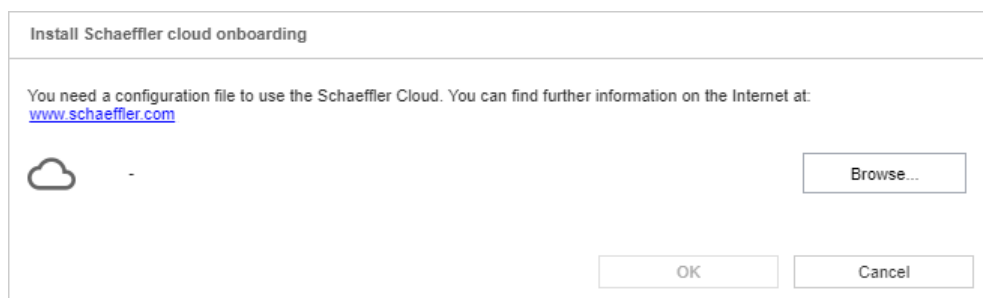 Install Schaeffler cloud onboarding
You need a configuration file to use the Schaeffler Cloud. You can find further information on the Internet at:
www.schaeffler.com
-
Browse...
OK
Cancel